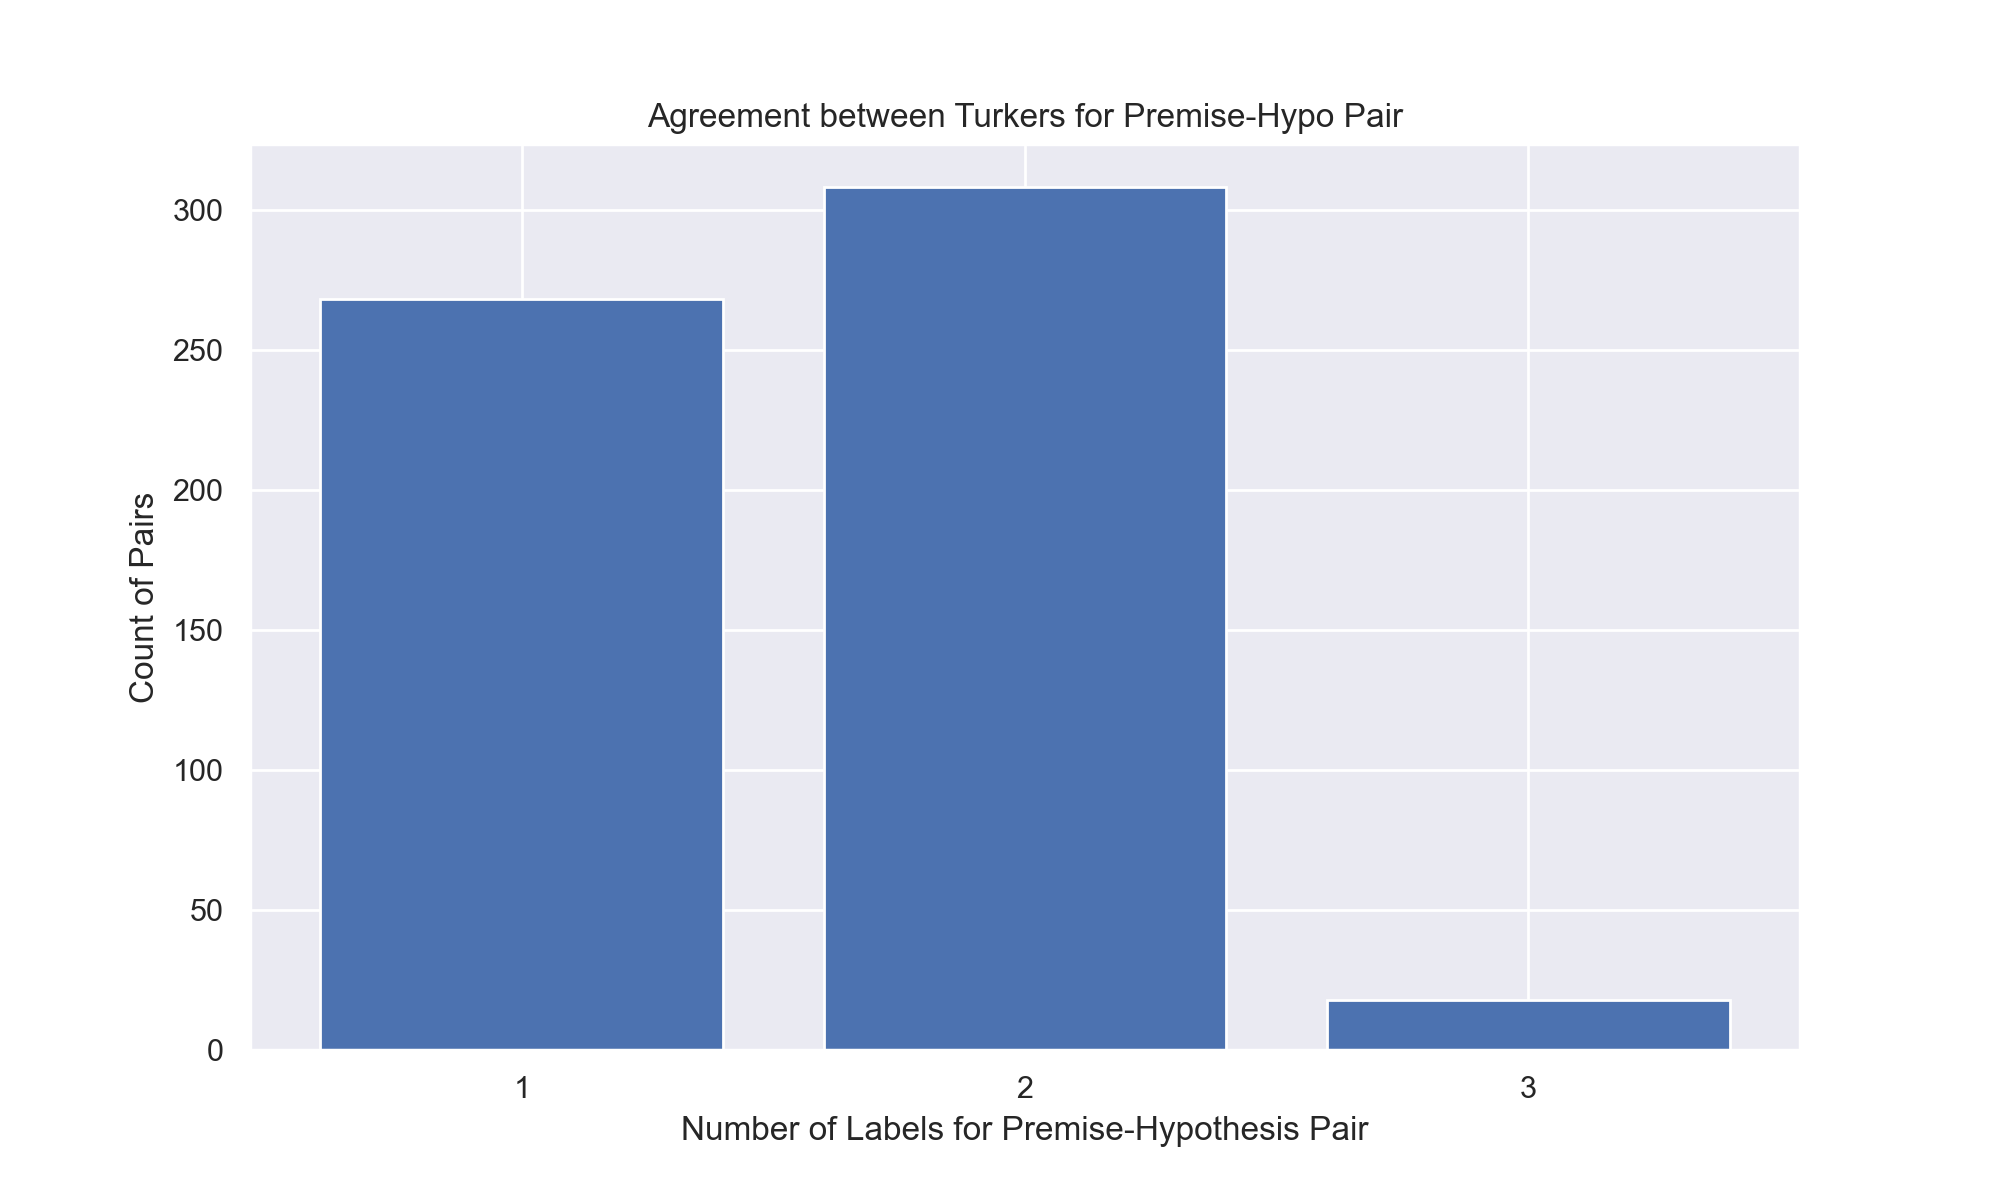 Agreement between Turkers for Premise-Hypo Pair
300
250
200
150
100
50
0
Count of Pairs
1 2 3
Number of Labels for Premise-Hypothesis Pair